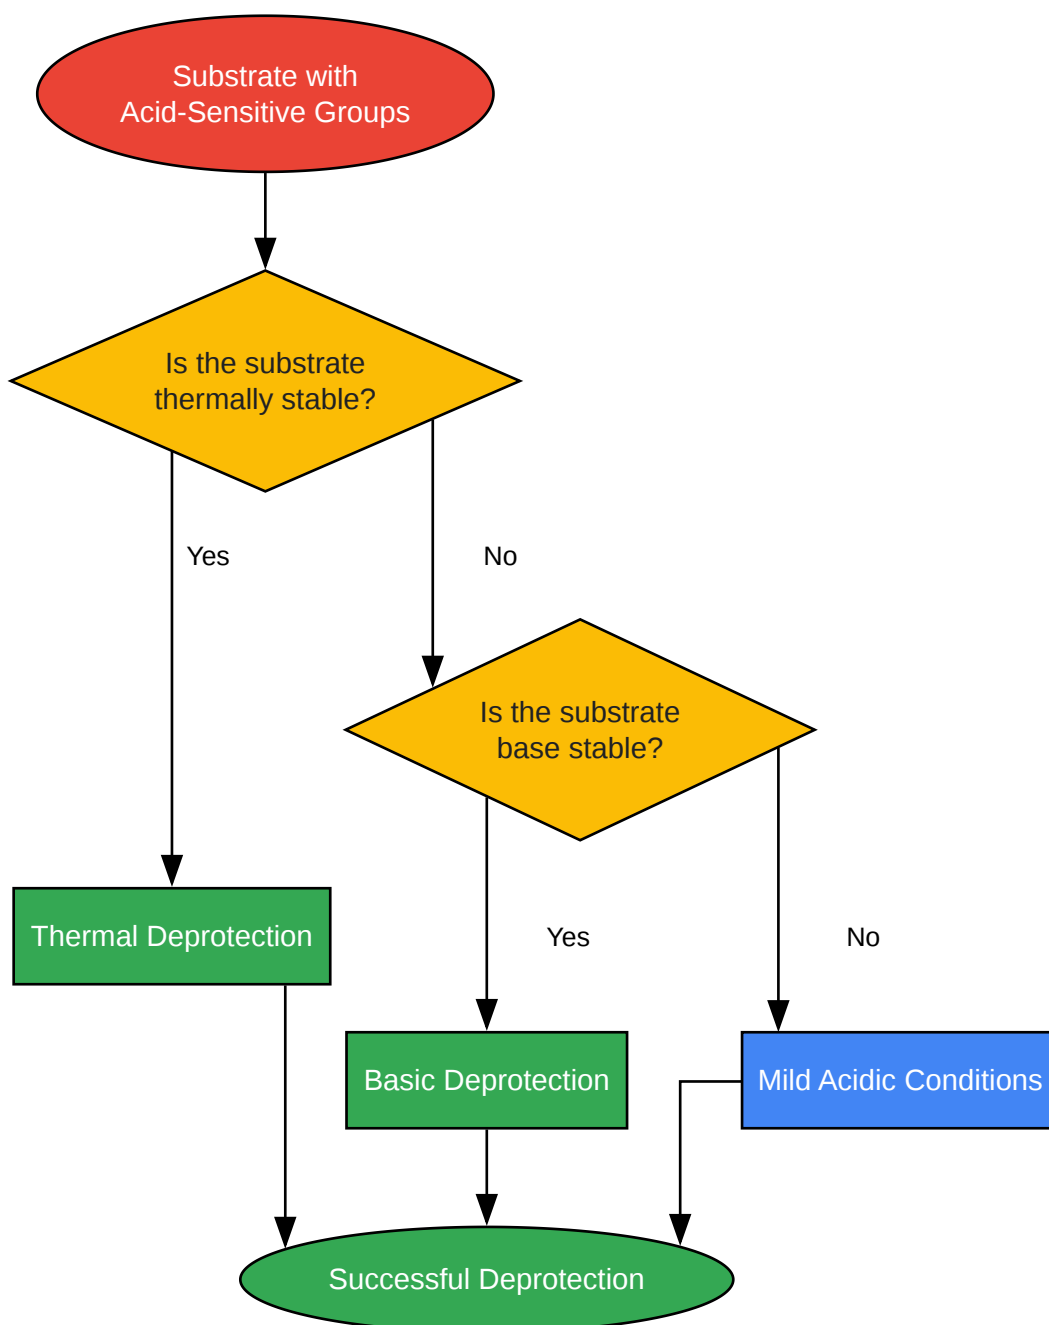 Substrate with
Acid-Sensitive Groups
Is the substrate
thermally stable?
Yes
No
Is the substrate
base stable?
Thermal Deprotection
Yes
No
Basic Deprotection
Mild Acidic Conditions
Successful Deprotection